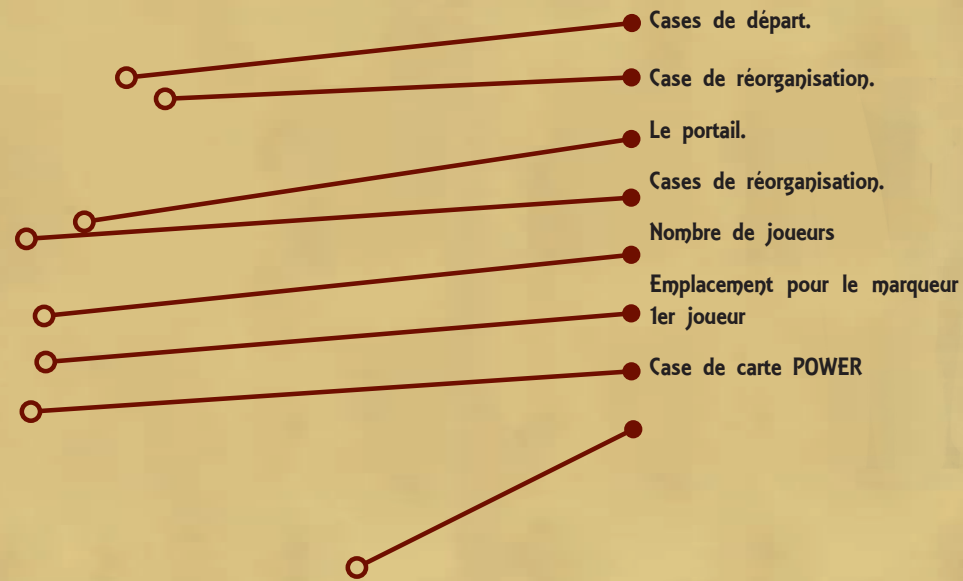 Cases de départ.
Case de réorganisation.
Le portail.
Cases de réorganisation.
Nombre de joueurs
Emplacement pour le marqueur
1er joueur
Case de carte POWER